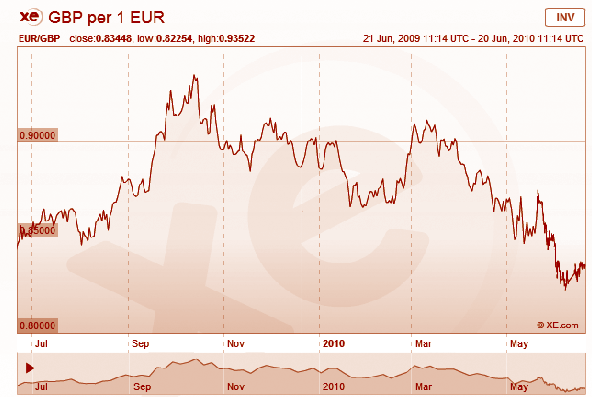 xe GBP per 1 EUR
INV
EUR/GBP close:0.83448 low 0.82254, high:0.93522
21 Jun, 2009 11:14 UTC - 20 Jun, 2010 11:14 UTC
0.90000
0.85000
0.80000
© XE.com
Jul Sep Nov 2010 Mar May
Jul Sep Nov 2010 Mar May